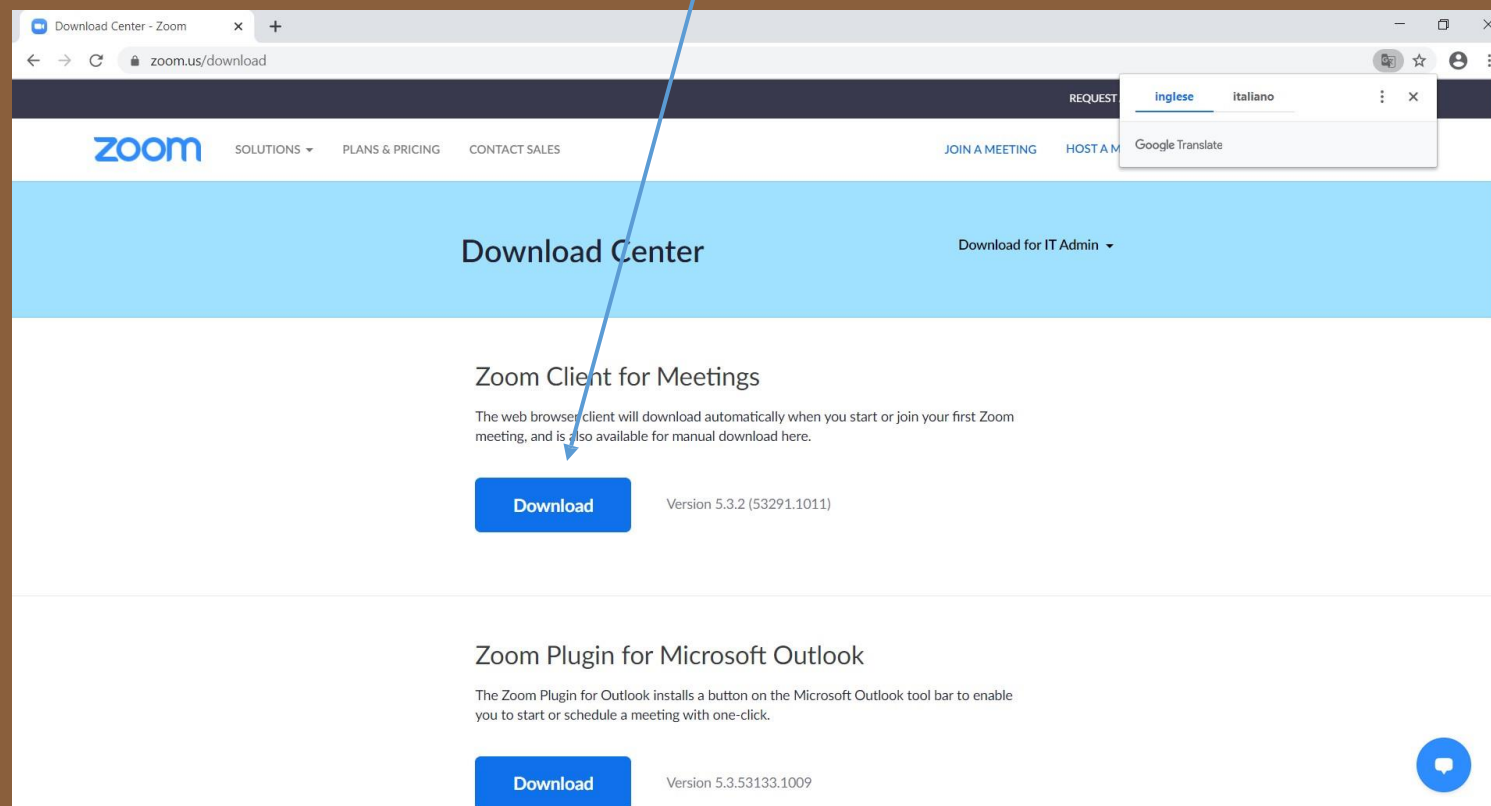 Download Center - Zoom
zoom.us/download
REQUEST
inglese italiano
Google Translate
zoom SOLUTIONS PLANS & PRICING CONTACT SALES JOIN A MEETING HOST A M
Download Center
Download for IT Admin
Zoom Client for Meetings
The web browser client will download automatically when you start or join your first Zoom
meeting, and is also available for manual download here.
Download Version 5.3.2 (53291.1011)
Zoom Plugin for Microsoft Outlook
The Zoom Plugin for Outlook installs a button on the Microsoft Outlook tool bar to enable
you to start or schedule a meeting with one-click.
Download Version 5.3.53133.1009